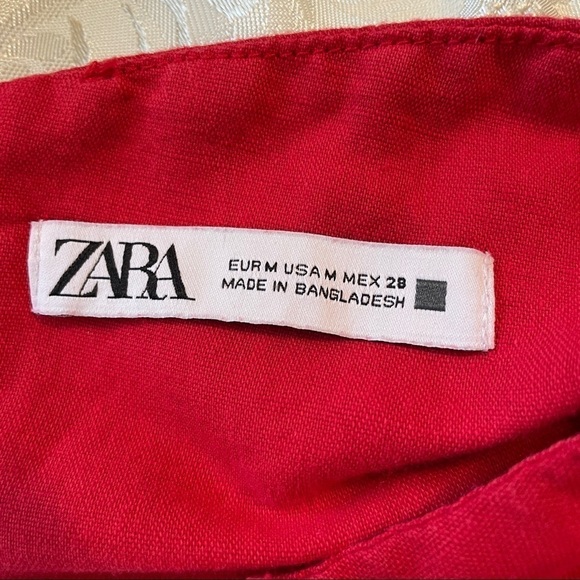 ZARA
EUR M USA M MEX 28
MADE IN BANGLADESH